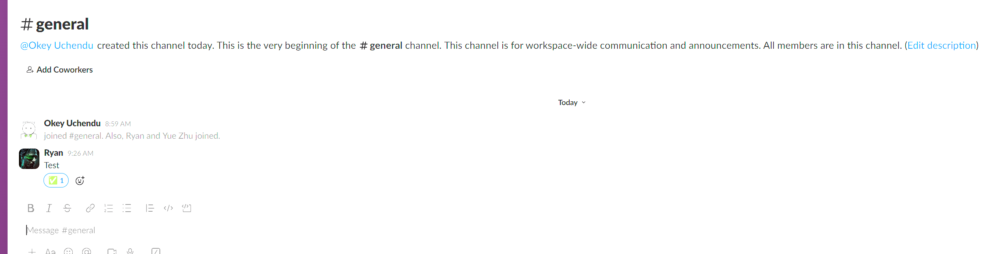 # general
@Okey Uchendu created this channel today. This is the very beginning of the # general channel. This channel is for workspace-wide communication and announcements. All members are in this channel. (Edit description)
Add Coworkers
Today
Okey Uchendu 8:59 AM
joined #general. Also, Ryan and Yue Zhu joined.
Ryan 9:26 AM
Test
✅ 1
B I S
Message #general
+ Aa @